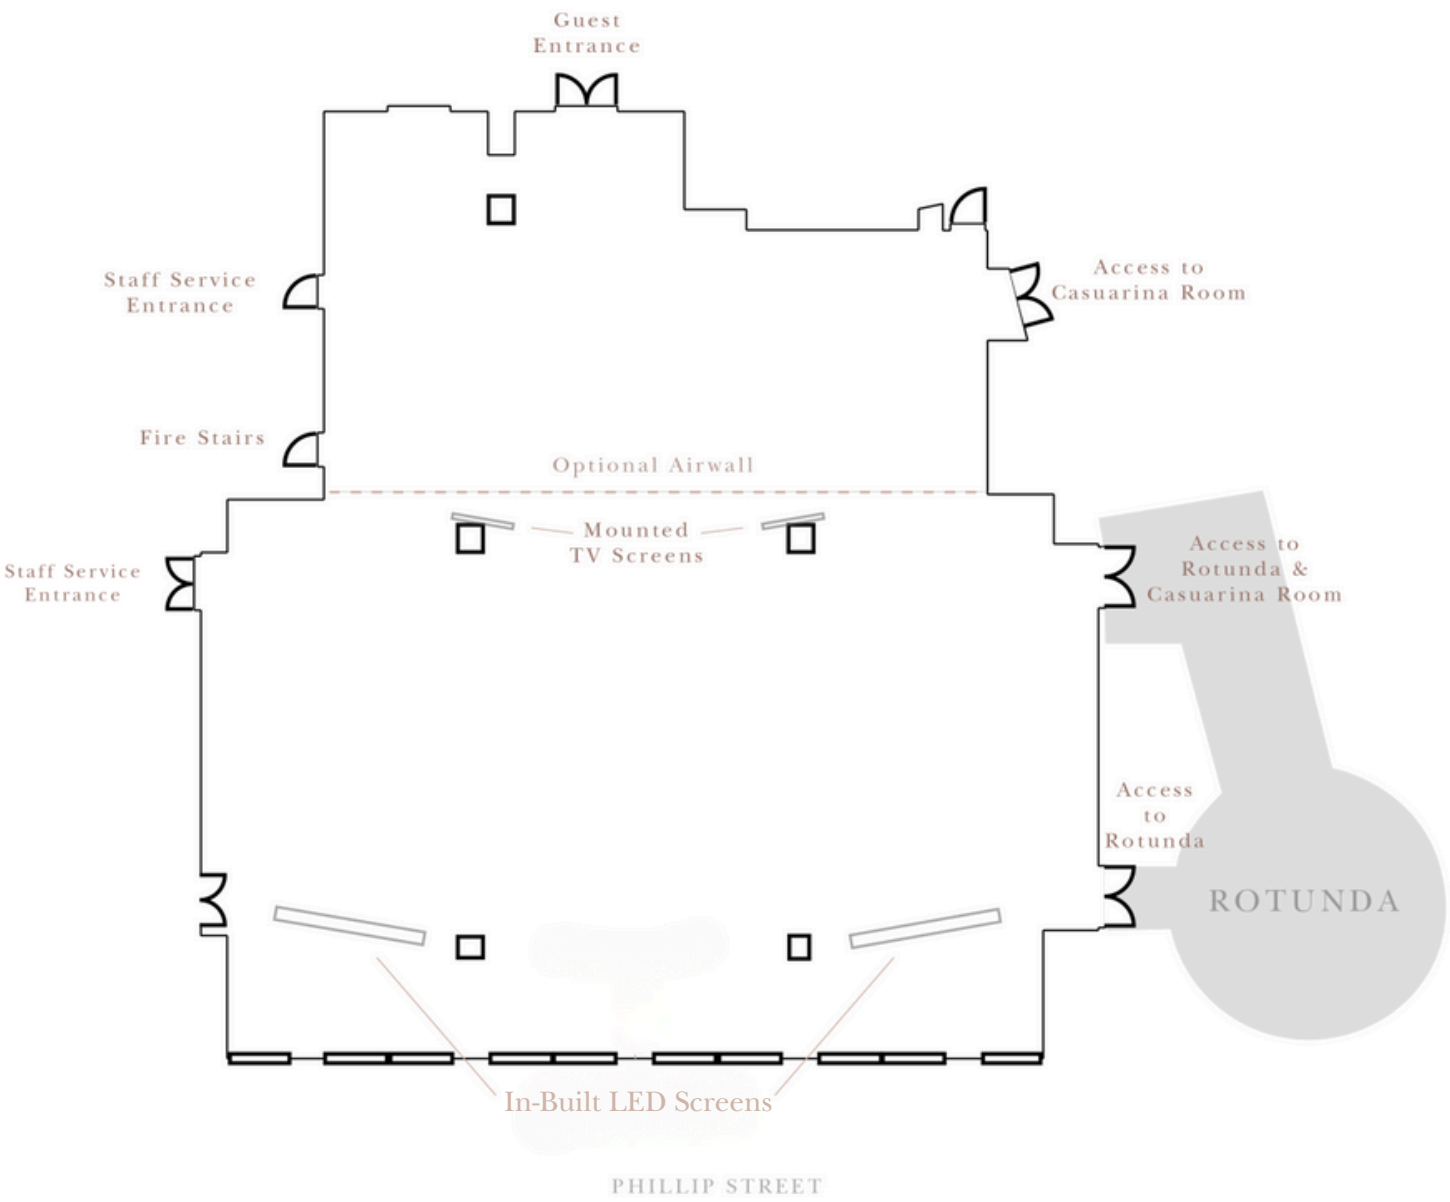 Guest
Entrance
Staff Service
Entrance
Access to
Casuarina Room
Fire Stairs
Optional Airwall
Mounted
TV Screens
Staff Service
Entrance
Access to
Rotunda &
Casuarina Room
Access
to
Rotunda
ROTUNDA
In-Built LED Screens
PHILLIP STREET